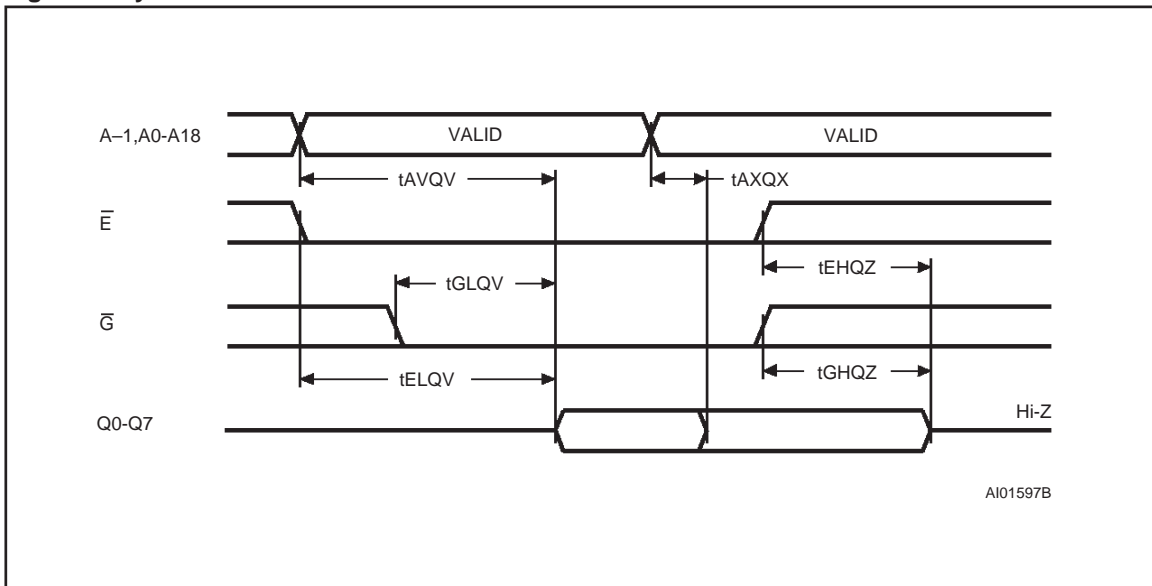 A–1,A0-A18
VALID
VALID
tAVQV
tAXQX
E̅
tEHQZ
tGLQV
G̅
tGHQZ
tELQV
Q0-Q7
Hi-Z
AI01597B